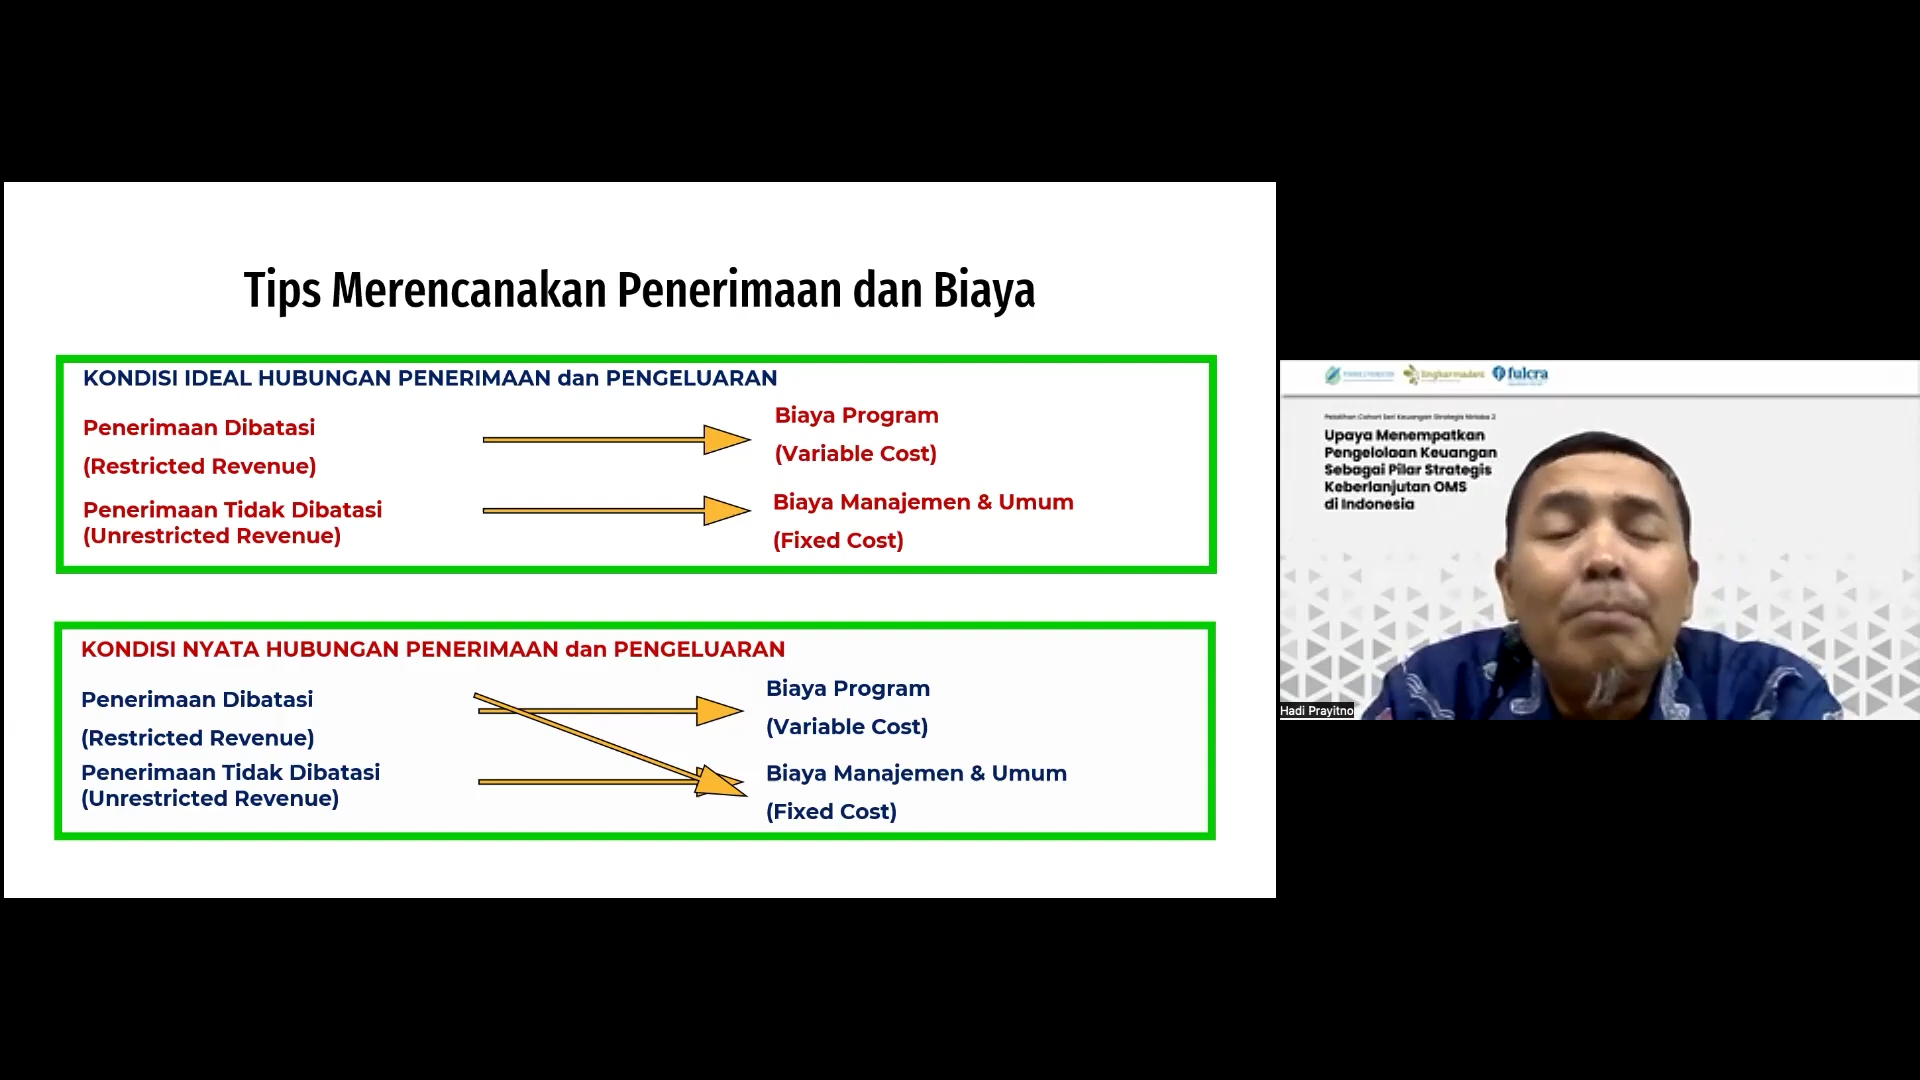 Tips Merencanakan Penerimaan dan Biaya
KONDISI IDEAL HUBUNGAN PENERIMAAN dan PENGELUARAN
Penerimaan Dibatasi
(Restricted Revenue)
Biaya Program
(Variable Cost)
Penerimaan Tidak Dibatasi
(Unrestricted Revenue)
Biaya Manajemen & Umum
(Fixed Cost)
KONDISI NYATA HUBUNGAN PENERIMAAN dan PENGELUARAN
Penerimaan Dibatasi
(Restricted Revenue)
Biaya Program
(Variable Cost)
Penerimaan Tidak Dibatasi
(Unrestricted Revenue)
Biaya Manajemen & Umum
(Fixed Cost)
lingkarmadani
fulcra
Pelatihan Cohort Seri Keuangan Strategis Nirlaba 2
Upaya Menempatkan
Pengelolaan Keuangan
Sebagai Pilar Strategis
Keberlanjutan OMS
di Indonesia
Hadi Prayitno